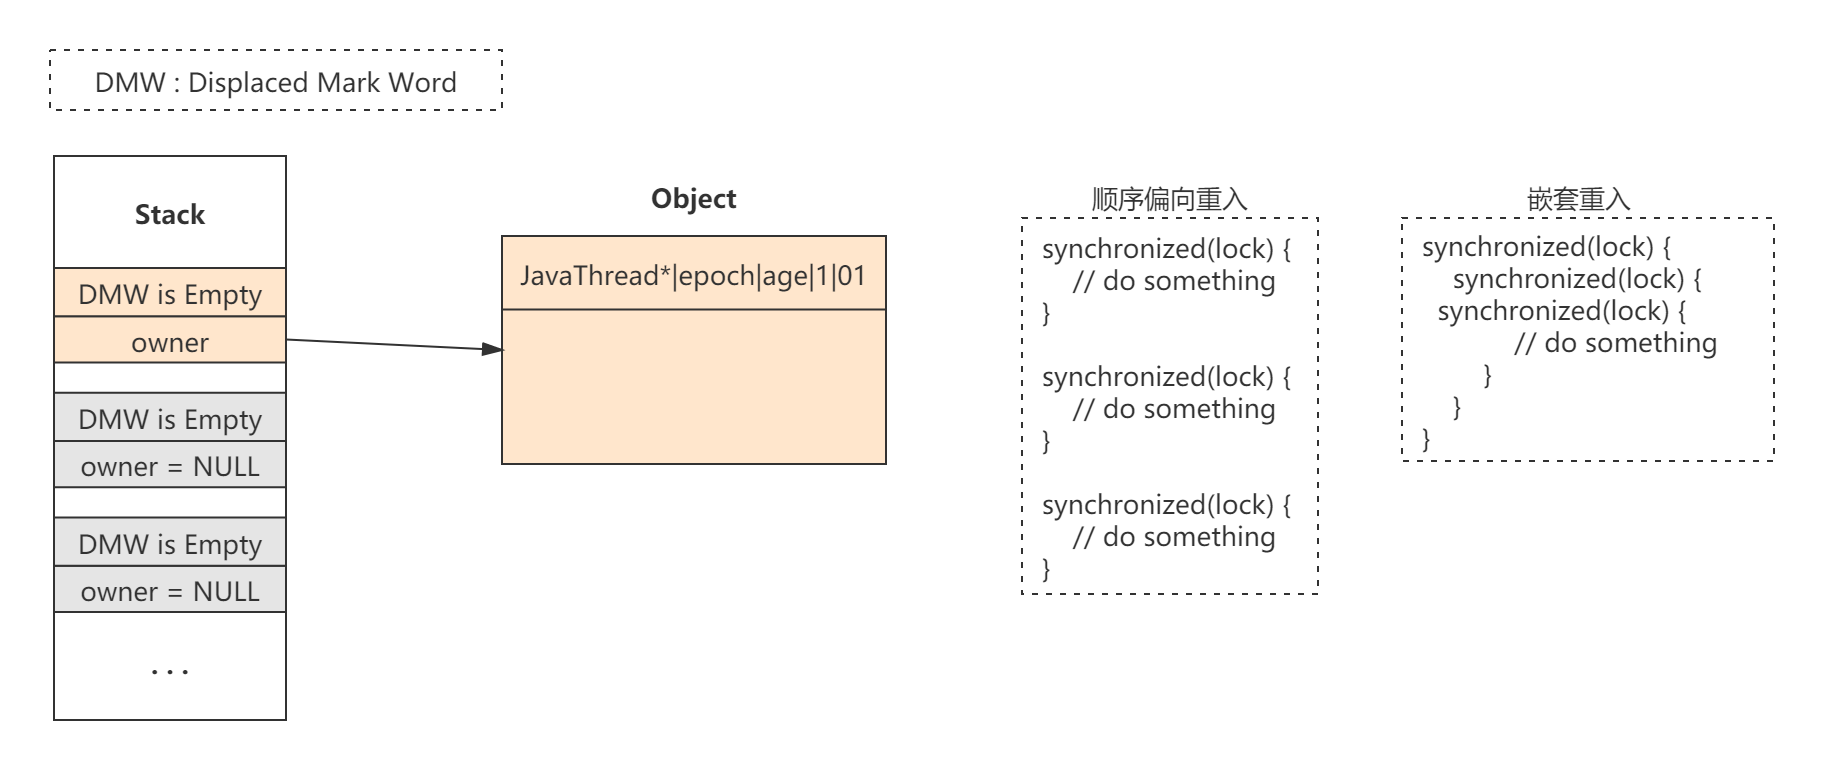 DMW : Displaced Mark Word
Stack
DMW is Empty
owner
DMW is Empty
owner = NULL
DMW is Empty
owner = NULL
...
Object
JavaThread*|epoch|age|1|01
顺序偏向重入
synchronized(lock) {
// do something
}
synchronized(lock) {
// do something
}
synchronized(lock) {
// do something
}
嵌套重入
synchronized(lock) {
synchronized(lock) {
synchronized(lock) {
// do something
}
}
}